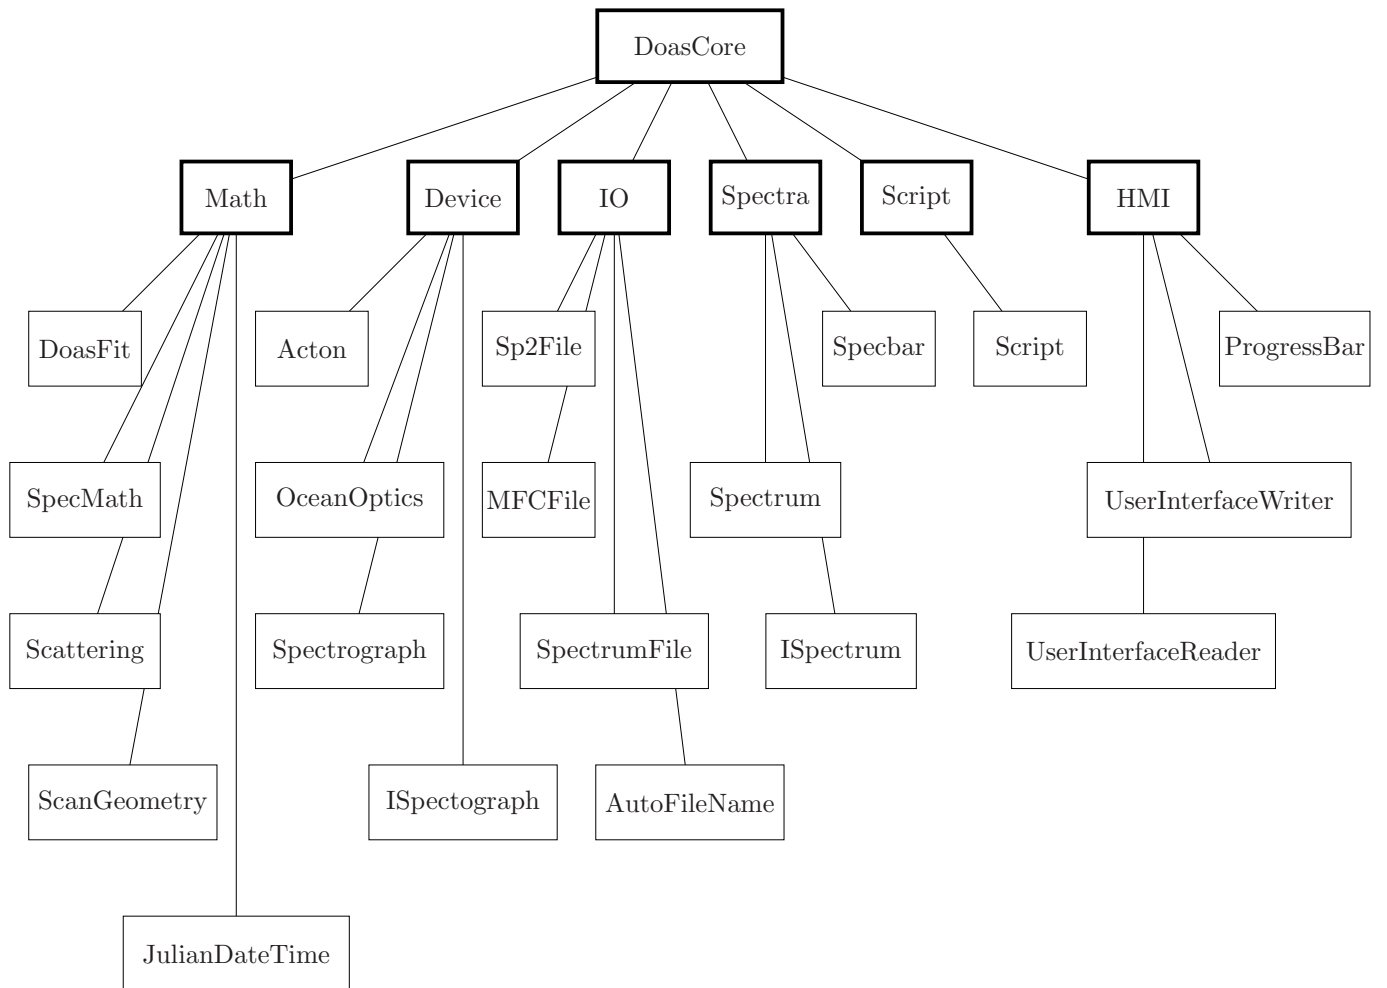 DoasCore
Math
Device
IO
Spectra
Script
HMI
DoasFit
Acton
Sp2File
Specbar
Script
ProgressBar
SpecMath
OceanOptics
MFCFile
Spectrum
UserInterfaceWriter
Scattering
Spectrograph
SpectrumFile
ISpectrum
UserInterfaceReader
ScanGeometry
ISpectograph
AutoFileName
JulianDateTime